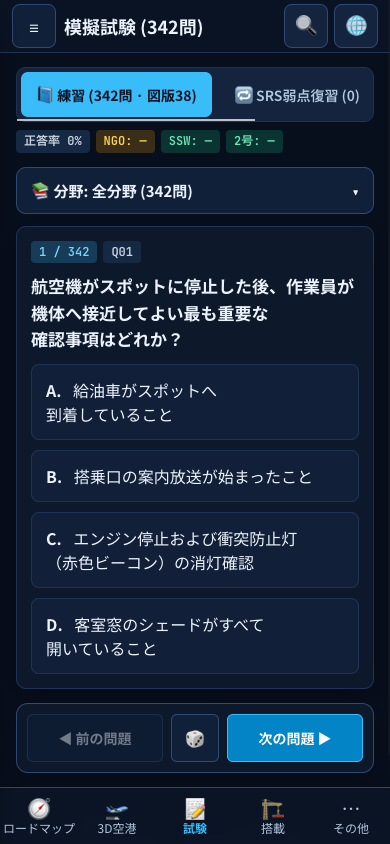 模擬試験 (342問)
練習 (342問・図版38)
SRS弱点復習 (0)
正答率 0%
NGO: —
SSW: —
2号: —
分野: 全分野 (342問)
1 / 342
Q01
航空機がスポットに停止した後、作業員が
機体へ接近してよい最も重要な
確認事項はどれか？
A. 給油車がスポットへ
到着していること
B. 搭乗口の案内放送が始まったこと
C. エンジン停止および衝突防止灯
（赤色ビーコン）の消灯確認
D. 客室窓のシェードがすべて
開いていること
◀ 前の問題
次の問題 ▶
ロードマップ
3D空港
試験
搭載
その他